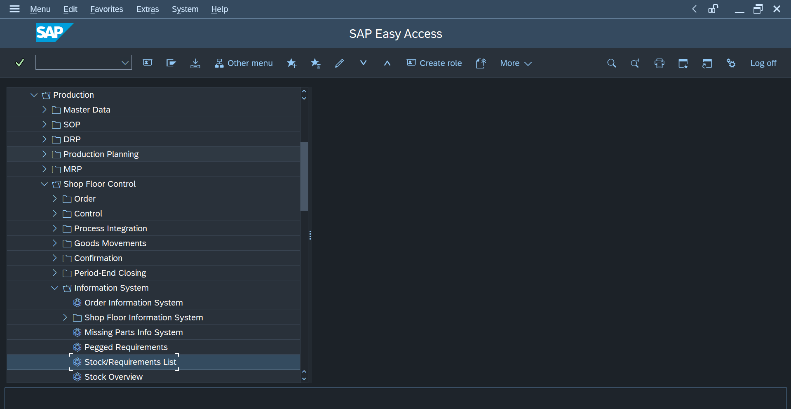 Menu Edit Favorites Extras System Help
SAP SAP Easy Access
Other menu Create role More Log off
Production
Master Data
SOP
DRP
Production Planning
MRP
Shop Floor Control
Order
Control
Process Integration
Goods Movements
Confirmation
Period-End Closing
Information System
Order Information System
Shop Floor Information System
Missing Parts Info System
Pegged Requirements
Stock/Requirements List
Stock Overview